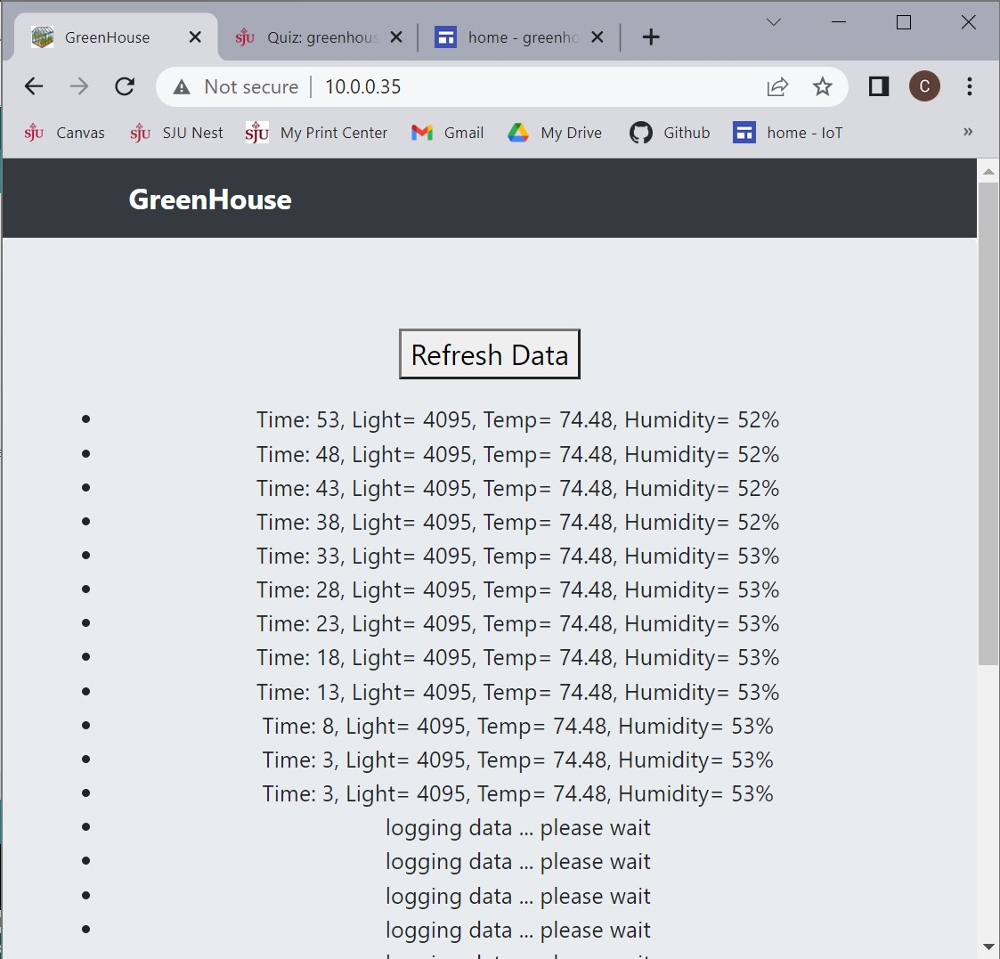 GreenHouse
sju Quiz: greenhous
home - greenho
Not secure | 10.0.0.35
C
sju Canvas
sju SJU Nest
SJU My Print Center
Gmail
My Drive
Github
home - IoT
»
GreenHouse
Refresh Data
• Time: 53, Light= 4095, Temp= 74.48, Humidity= 52%
• Time: 48, Light= 4095, Temp= 74.48, Humidity= 52%
• Time: 43, Light= 4095, Temp= 74.48, Humidity= 52%
• Time: 38, Light= 4095, Temp= 74.48, Humidity= 52%
• Time: 33, Light= 4095, Temp= 74.48, Humidity= 53%
• Time: 28, Light= 4095, Temp= 74.48, Humidity= 53%
• Time: 23, Light= 4095, Temp= 74.48, Humidity= 53%
• Time: 18, Light= 4095, Temp= 74.48, Humidity= 53%
• Time: 13, Light= 4095, Temp= 74.48, Humidity= 53%
• Time: 8, Light= 4095, Temp= 74.48, Humidity= 53%
• Time: 3, Light= 4095, Temp= 74.48, Humidity= 53%
• Time: 3, Light= 4095, Temp= 74.48, Humidity= 53%
• logging data ... please wait
• logging data ... please wait
• logging data ... please wait
• logging data ... please wait